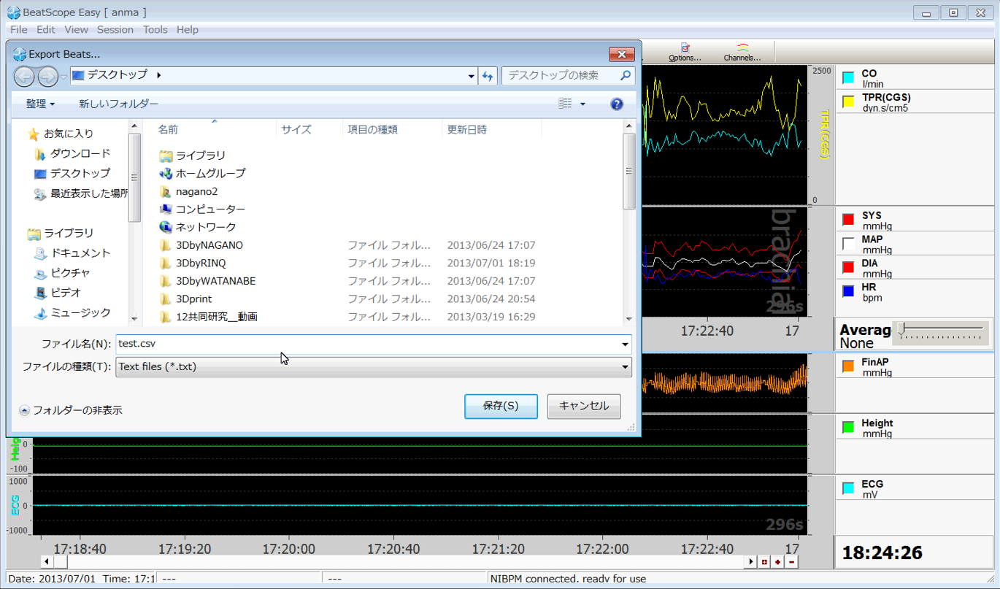 BeatScope Easy [ anma ]
File Edit View Session Tools Help
Export Beats...
Options...
Channels...
デスクトップ
デスクトップの検索
整理
新しいフォルダー
名前 サイズ 項目の種類 更新日時
お気に入り
ダウンロード
デスクトップ
最近表示した場所
ライブラリ
ドキュメント
ピクチャ
ビデオ
ミュージック
ライブラリ
ホームグループ
nagano2
コンピューター
ネットワーク
3DbyNAGANO ファイル フォル... 2013/06/24 17:07
3DbyRINQ ファイル フォル... 2013/07/01 18:19
3DbyWATANABE ファイル フォル... 2013/06/24 17:07
3Dprint ファイル フォル... 2013/06/24 20:54
12共同研究__動画 ファイル フォル... 2013/03/19 16:29
ファイル名(N): test.csv
ファイルの種類(T): Text files (*.txt)
フォルダーの非表示
保存(S)
キャンセル
2500
TPR(CGS)
0
CO
l/min
TPR(CGS)
dyn.s/cm5
brachial
296s
SYS
mmHg
MAP
mmHg
DIA
mmHg
HR
bpm
17:22:40 17
Averag
None
FinAP
mmHg
Heig
0
-100
Height
mmHg
1000
ECG
0
-1000
296s
ECG
mV
17:18:40 17:19:20 17:20:00 17:20:40 17:21:20 17:22:00 17:22:40 17
18:24:26
Date: 2013/07/01 Time: 17:1 --- --- NIBPM connected. ready for use